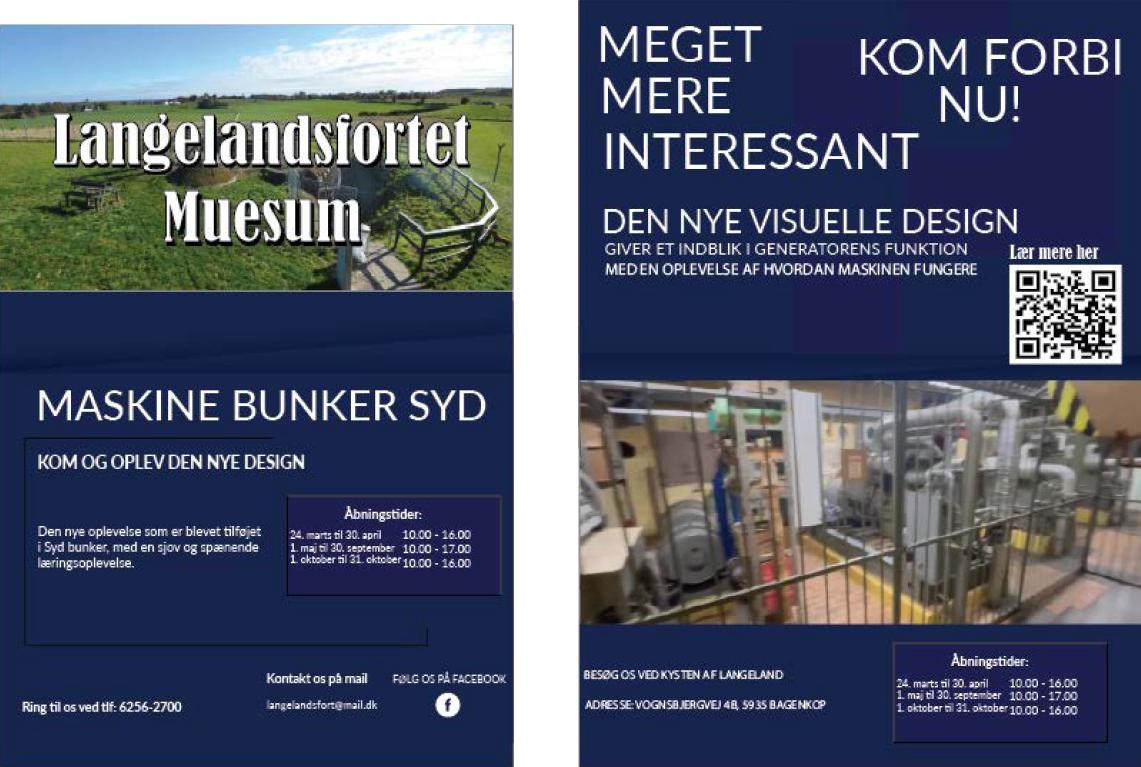 Langelandsfortet
Muesum
MASKINE BUNKER SYD
KOM OG OPLEV DEN NYE DESIGN
Den nye oplevelse som er blevet tilføjet
i Syd bunker, med en sjov og spænende
læringsoplevelse.
Åbningstider:
24. marts til 30. april 10.00 - 16.00
1. maj til 30. september 10.00 - 17.00
1. oktober til 31. oktober 10.00 - 16.00
Kontakt os på mail
FØLG OS PÅ FACEBOOK
Ring til os ved tlf: 6256-2700
langelandsfort@mail.dk
f
MEGET
MERE
INTERESSANT
KOM FORBI
NU!
DEN NYE VISUELLE DESIGN
GIVER ET INDBLIK I GENERATORENS FUNKTION
MED EN OPLEVELSE AF HVORDAN MASKINEN FUNGERE
Lær mere her
BESØG OS VED KYSTEN AF LANGELAND
ADRESSE: VOGNSBJERGVEJ 4B, 5935 BAGENKOP
Åbningstider:
24. marts til 30. april 10.00 - 16.00
1. maj til 30. september 10.00 - 17.00
1. oktober til 31. oktober 10.00 - 16.00